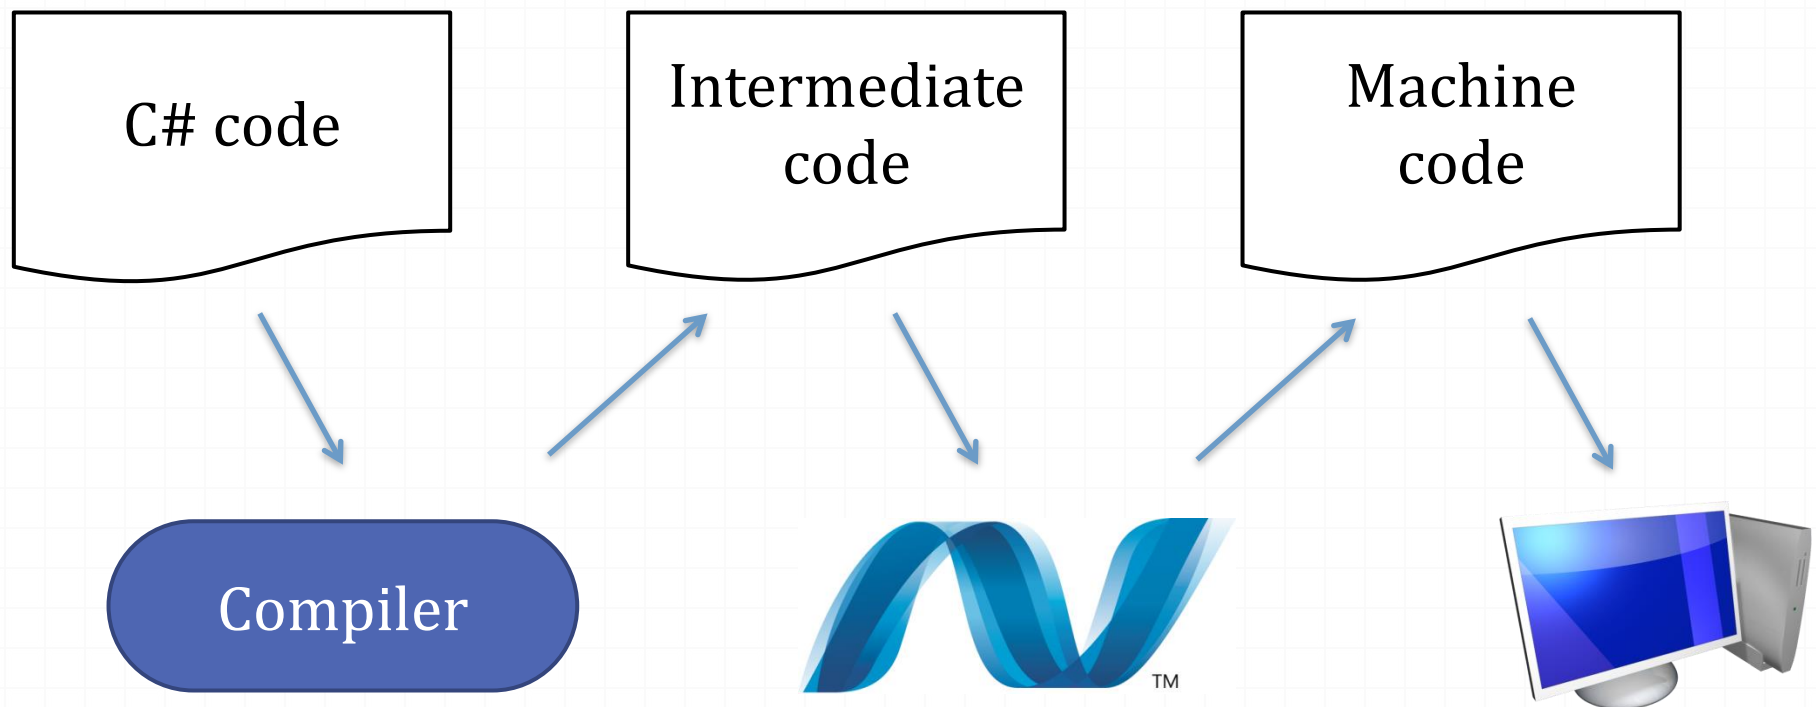 C# code
Intermediate
code
Machine
code
Compiler
TM